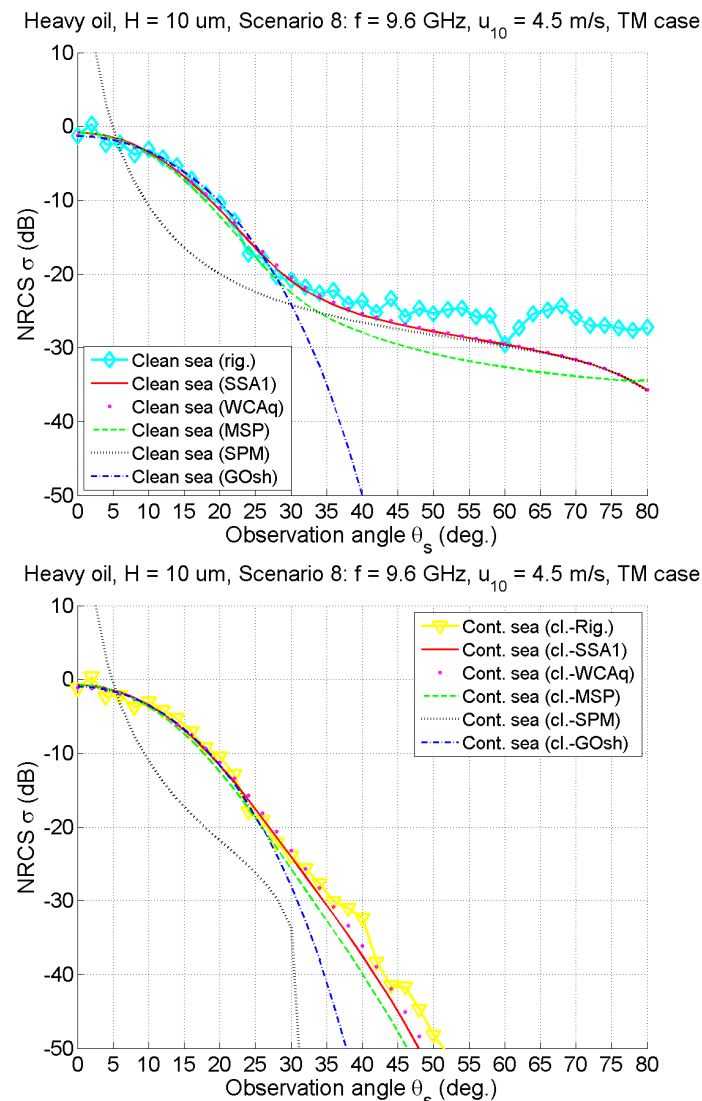 Heavy oil, H = 10 um, Scenario 8: f = 9.6 GHz, u10 = 4.5 m/s, TM case
10
0
-10
-20
-30
-40
-50
NRCS σ (dB)
Clean sea (rig.)
Clean sea (SSA1)
Clean sea (WCAq)
Clean sea (MSP)
Clean sea (SPM)
Clean sea (GOsh)
0 5 10 15 20 25 30 35 40 45 50 55 60 65 70 75 80
Observation angle θs (deg.)
Heavy oil, H = 10 um, Scenario 8: f = 9.6 GHz, u10 = 4.5 m/s, TM case
10
0
-10
-20
-30
-40
-50
NRCS σ (dB)
Cont. sea (cl.-Rig.)
Cont. sea (cl.-SSA1)
Cont. sea (cl.-WCAq)
Cont. sea (cl.-MSP)
Cont. sea (cl.-SPM)
Cont. sea (cl.-GOsh)
0 5 10 15 20 25 30 35 40 45 50 55 60 65 70 75 80
Observation angle θs (deg.)